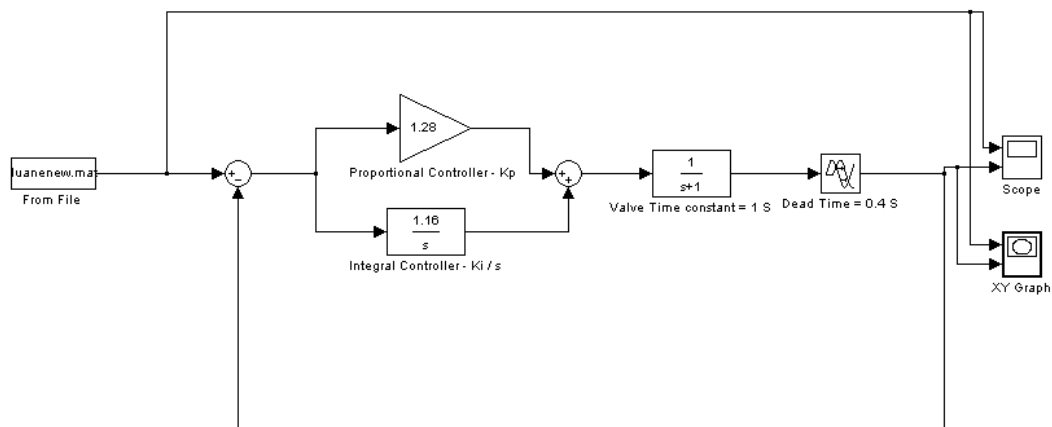 luanenew.ma
From File
+
−
1.28
Proportional Controller - Kp
1.16
s
Integral Controller - Ki / s
+
+
1
s+1
Valve Time constant = 1 S
Dead Time = 0.4 S
Scope
XY Graph